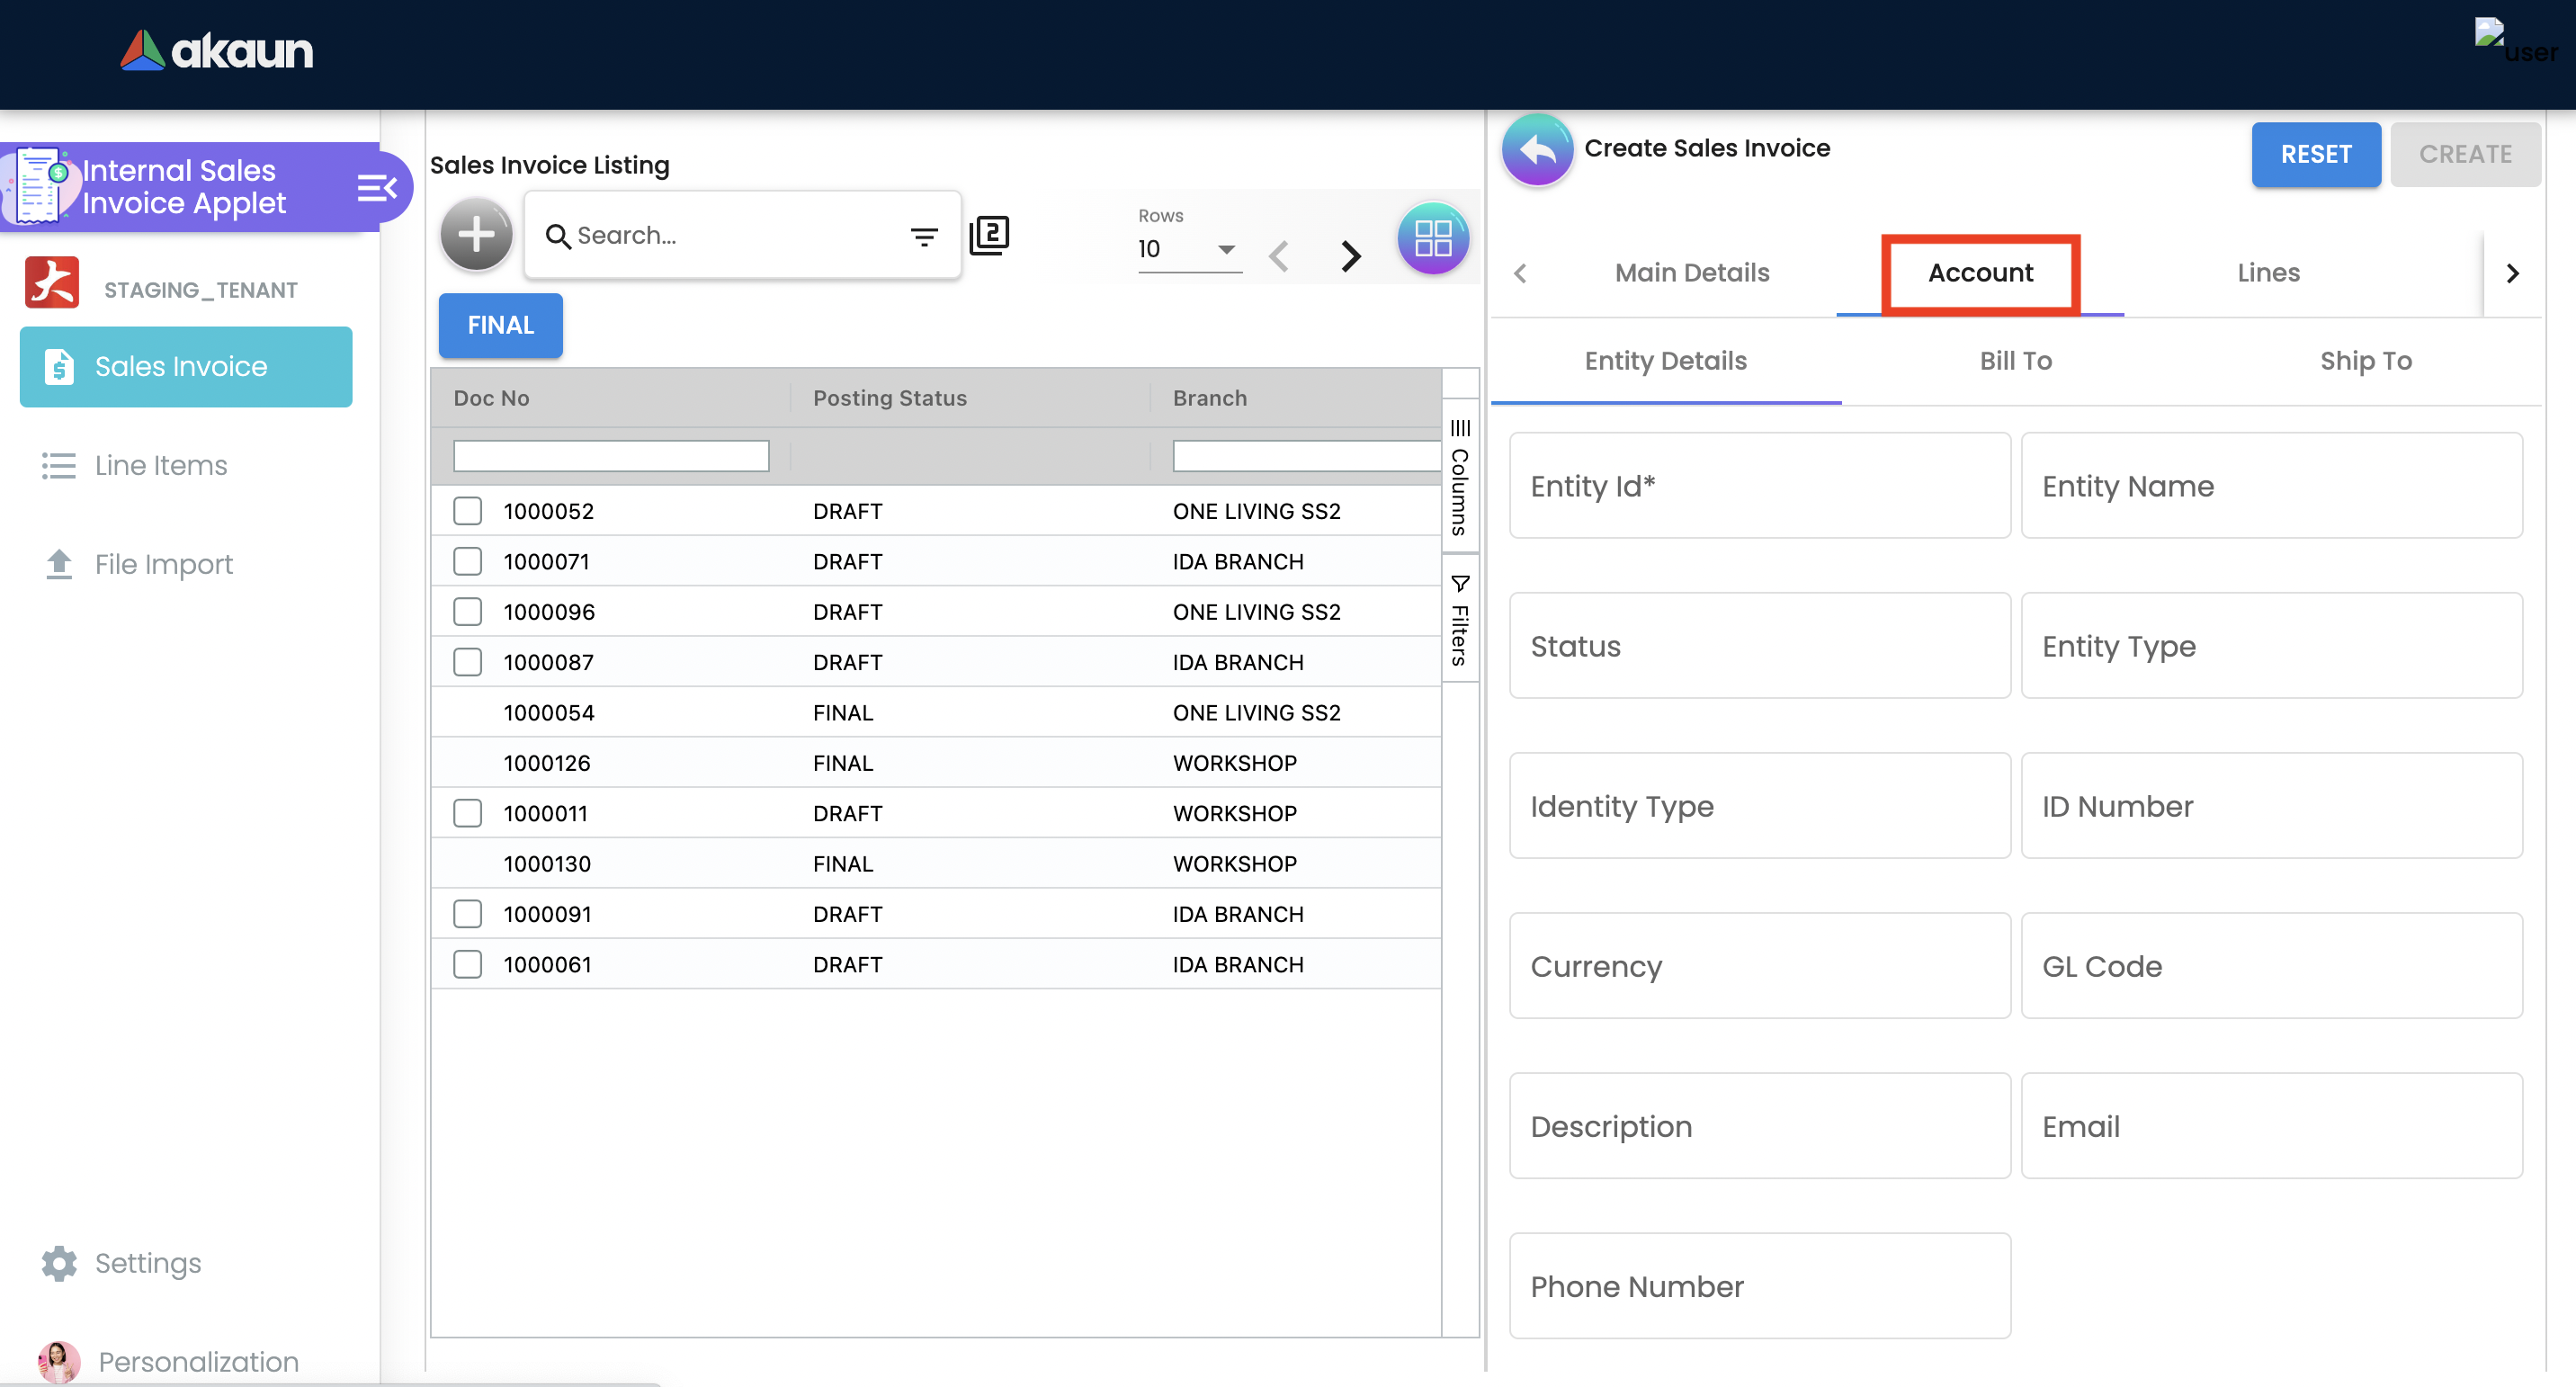 akaun
user
Internal Sales
Invoice Applet
STAGING_TENANT
Sales Invoice
Line Items
File Import
Settings
Personalization
Sales Invoice Listing
Search...
2
Rows
10
FINAL
Doc No Posting Status Branch
1000052 DRAFT ONE LIVING SS2
1000071 DRAFT IDA BRANCH
1000096 DRAFT ONE LIVING SS2
1000087 DRAFT IDA BRANCH
1000054 FINAL ONE LIVING SS2
1000126 FINAL WORKSHOP
1000011 DRAFT WORKSHOP
1000130 FINAL WORKSHOP
1000091 DRAFT IDA BRANCH
1000061 DRAFT IDA BRANCH
Columns
Filters
Create Sales Invoice
RESET CREATE
Main Details Account Lines
Entity Details Bill To Ship To
Entity Id* Entity Name
Status Entity Type
Identity Type ID Number
Currency GL Code
Description Email
Phone Number